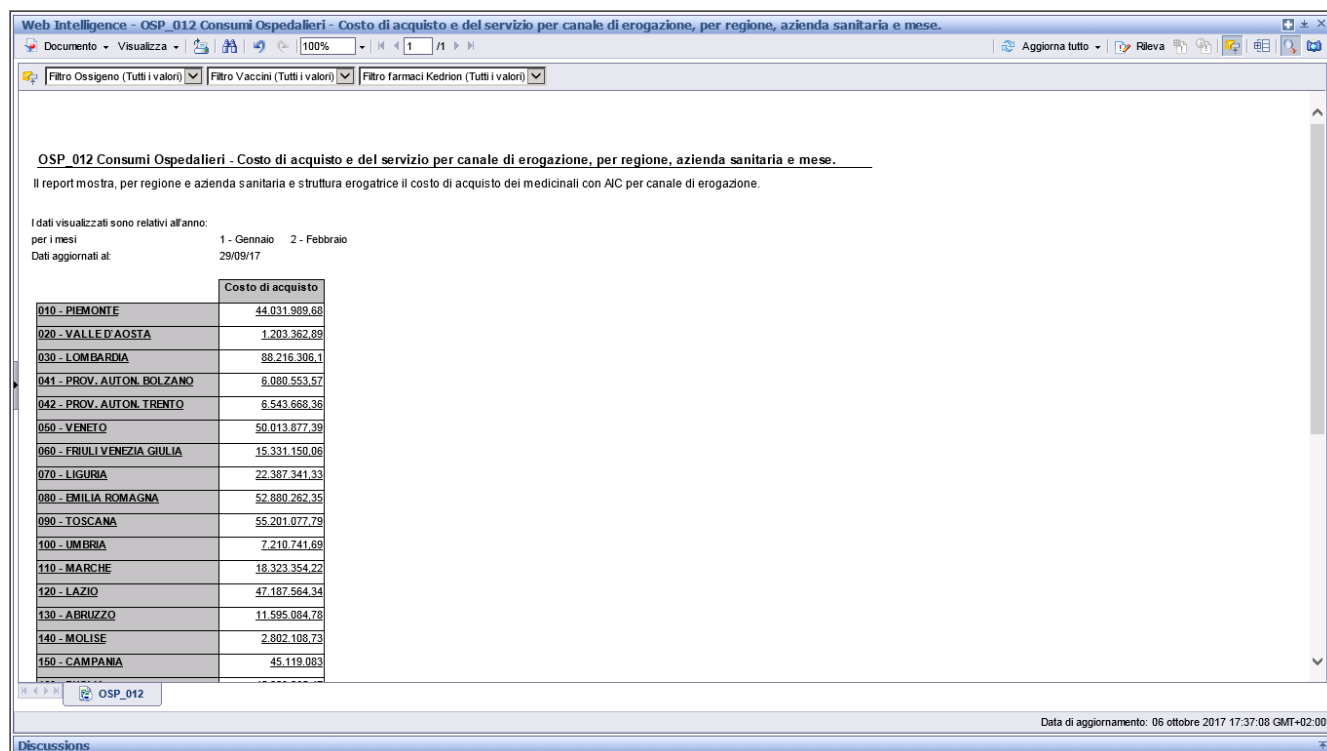 Web Intelligence - OSP_012 Consumi Ospedalieri - Costo di acquisto e del servizio per canale di erogazione, per regione, azienda sanitaria e mese.
Documento Visualizza 100% 1 /1 Aggiorna tutto Rileva
Filtro Ossigeno (Tutti i valori) Filtro Vaccini (Tutti i valori) Filtro farmaci Kedrion (Tutti i valori)
OSP_012 Consumi Ospedalieri - Costo di acquisto e del servizio per canale di erogazione, per regione, azienda sanitaria e mese.
Il report mostra, per regione e azienda sanitaria e struttura erogatrice il costo di acquisto dei medicinali con AIC per canale di erogazione.
I dati visualizzati sono relativi all'anno:
per i mesi 1 - Gennaio 2 - Febbraio
Dati aggiornati al: 29/09/17
Costo di acquisto
010 - PIEMONTE 44.031.989,68
020 - VALLE D'AOSTA 1.203.362,89
030 - LOMBARDIA 88.216.306,1
041 - PROV. AUTON. BOLZANO 6.080.553,57
042 - PROV. AUTON. TRENTO 6.543.668,36
050 - VENETO 50.013.877,39
060 - FRIULI VENEZIA GIULIA 15.331.150,06
070 - LIGURIA 22.387.341,33
080 - EMILIA ROMAGNA 52.880.262,35
090 - TOSCANA 55.201.077,79
100 - UMBRIA 7.210.741,69
110 - MARCHE 18.323.354,22
120 - LAZIO 47.187.564,34
130 - ABRUZZO 11.595.084,78
140 - MOLISE 2.802.108,73
150 - CAMPANIA 45.119.083
OSP_012
Data di aggiornamento: 06 ottobre 2017 17:37:08 GMT+02:00
Discussions